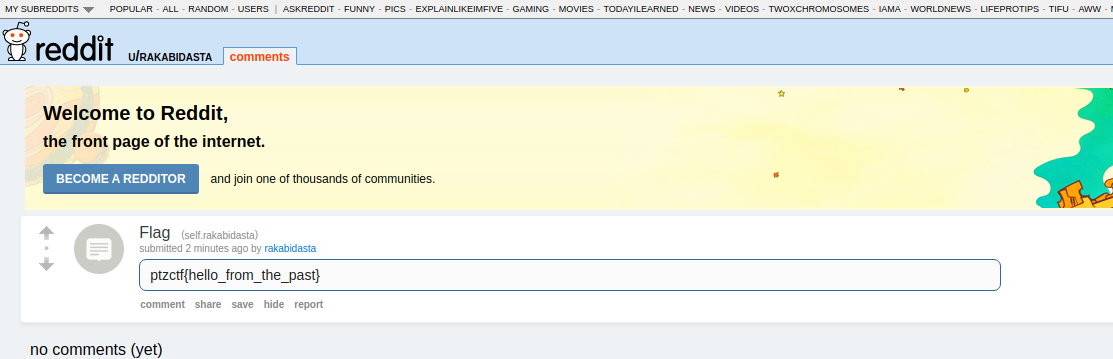 MY SUBREDDITS POPULAR - ALL - RANDOM - USERS | ASKREDDIT - FUNNY - PICS - EXPLAINLIKEIMFIVE - GAMING - MOVIES - TODAYILEARNED - NEWS - VIDEOS - TWOXCHROMOSOMES - IAMA - WORLDNEWS - LIFEPROTIPS - TIFU - AWW -
reddit U/RAKABIDASTA comments
Welcome to Reddit,
the front page of the internet.
BECOME A REDDITOR and join one of thousands of communities.
Flag (self.rakabidasta)
submitted 2 minutes ago by rakabidasta
ptzctf{hello_from_the_past}
comment share save hide report
no comments (yet)